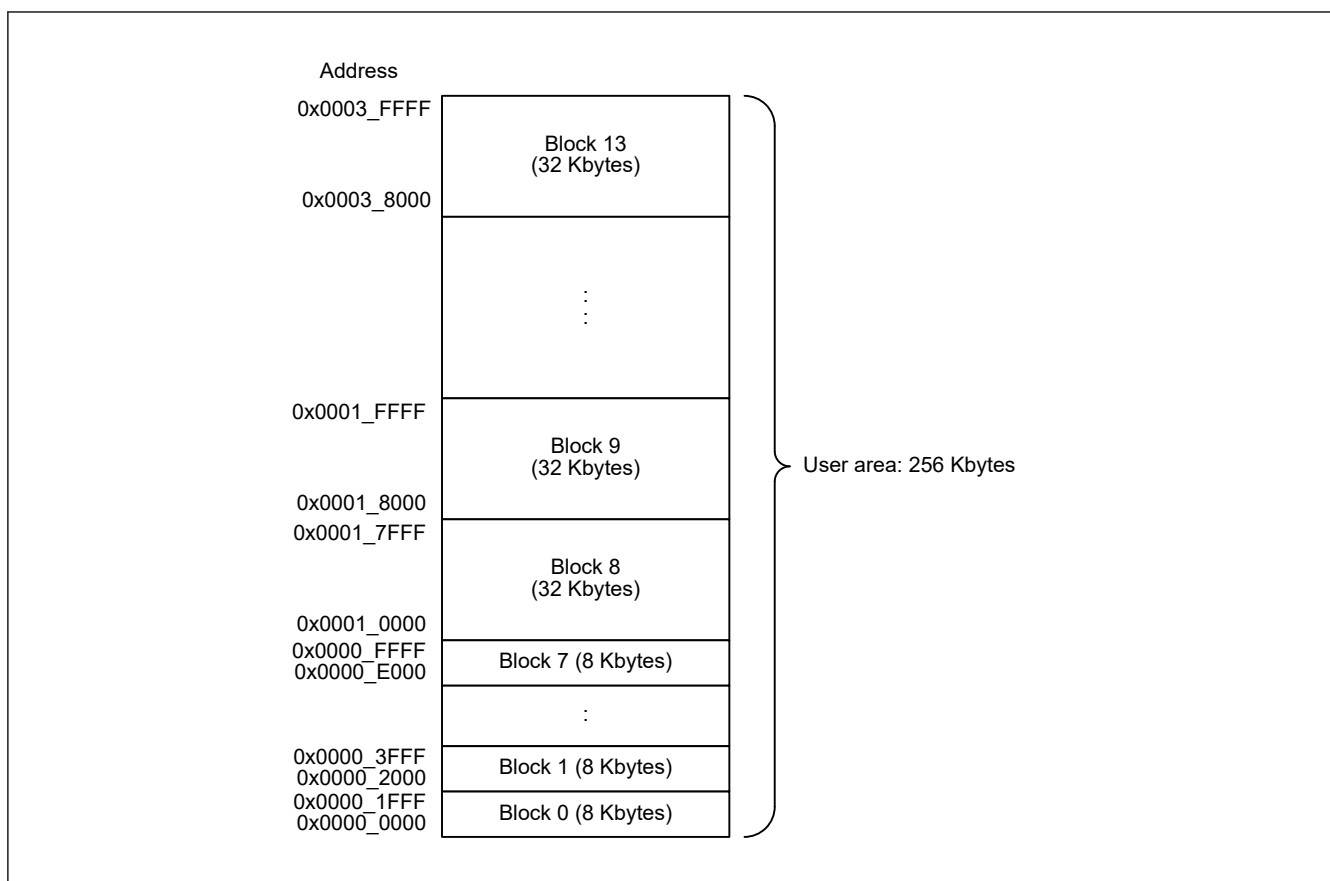 Address
0x0003_FFFF
Block 13
(32 Kbytes)
0x0003_8000
:
:
0x0001_FFFF
Block 9
(32 Kbytes)
User area: 256 Kbytes
0x0001_8000
0x0001_7FFF
Block 8
(32 Kbytes)
0x0001_0000
0x0000_FFFF
Block 7 (8 Kbytes)
0x0000_E000
:
0x0000_3FFF
Block 1 (8 Kbytes)
0x0000_2000
0x0000_1FFF
Block 0 (8 Kbytes)
0x0000_0000